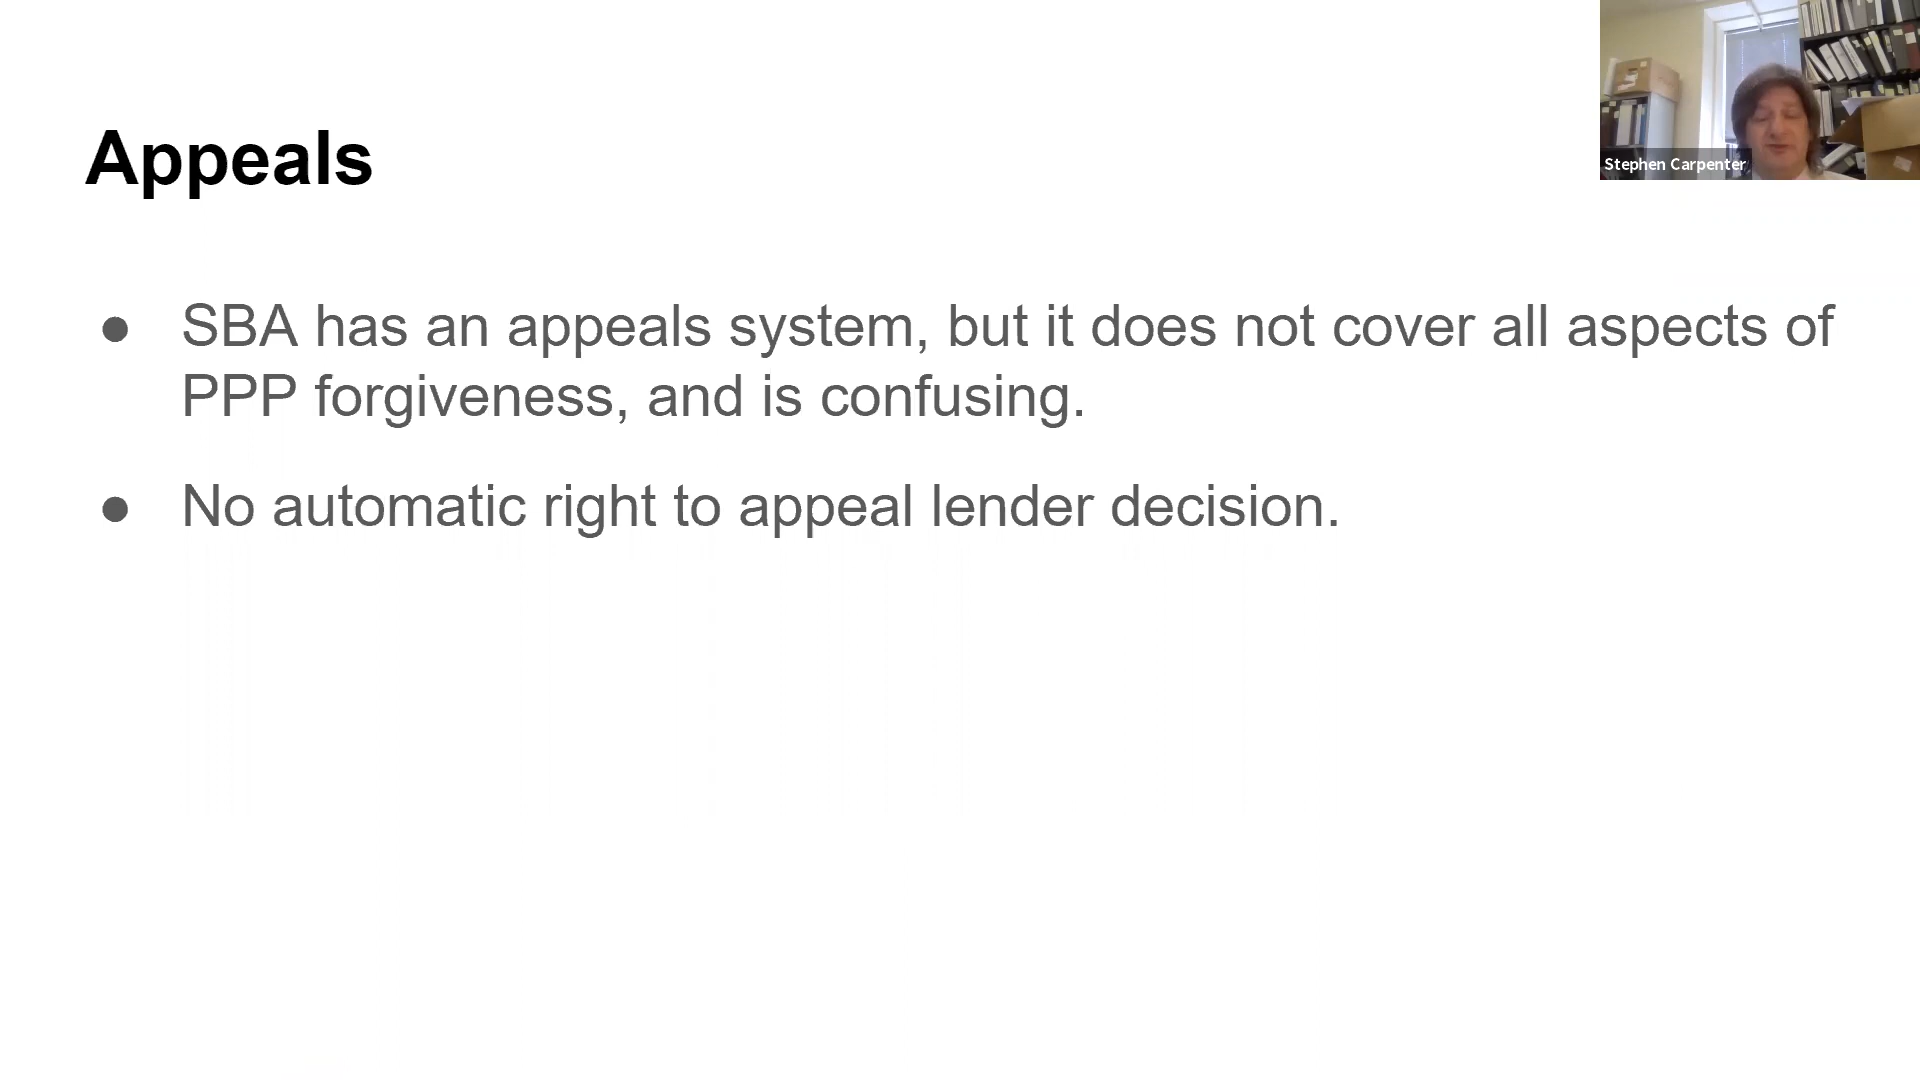 Appeals
Stephen Carpenter
● SBA has an appeals system, but it does not cover all aspects of
PPP forgiveness, and is confusing.
● No automatic right to appeal lender decision.